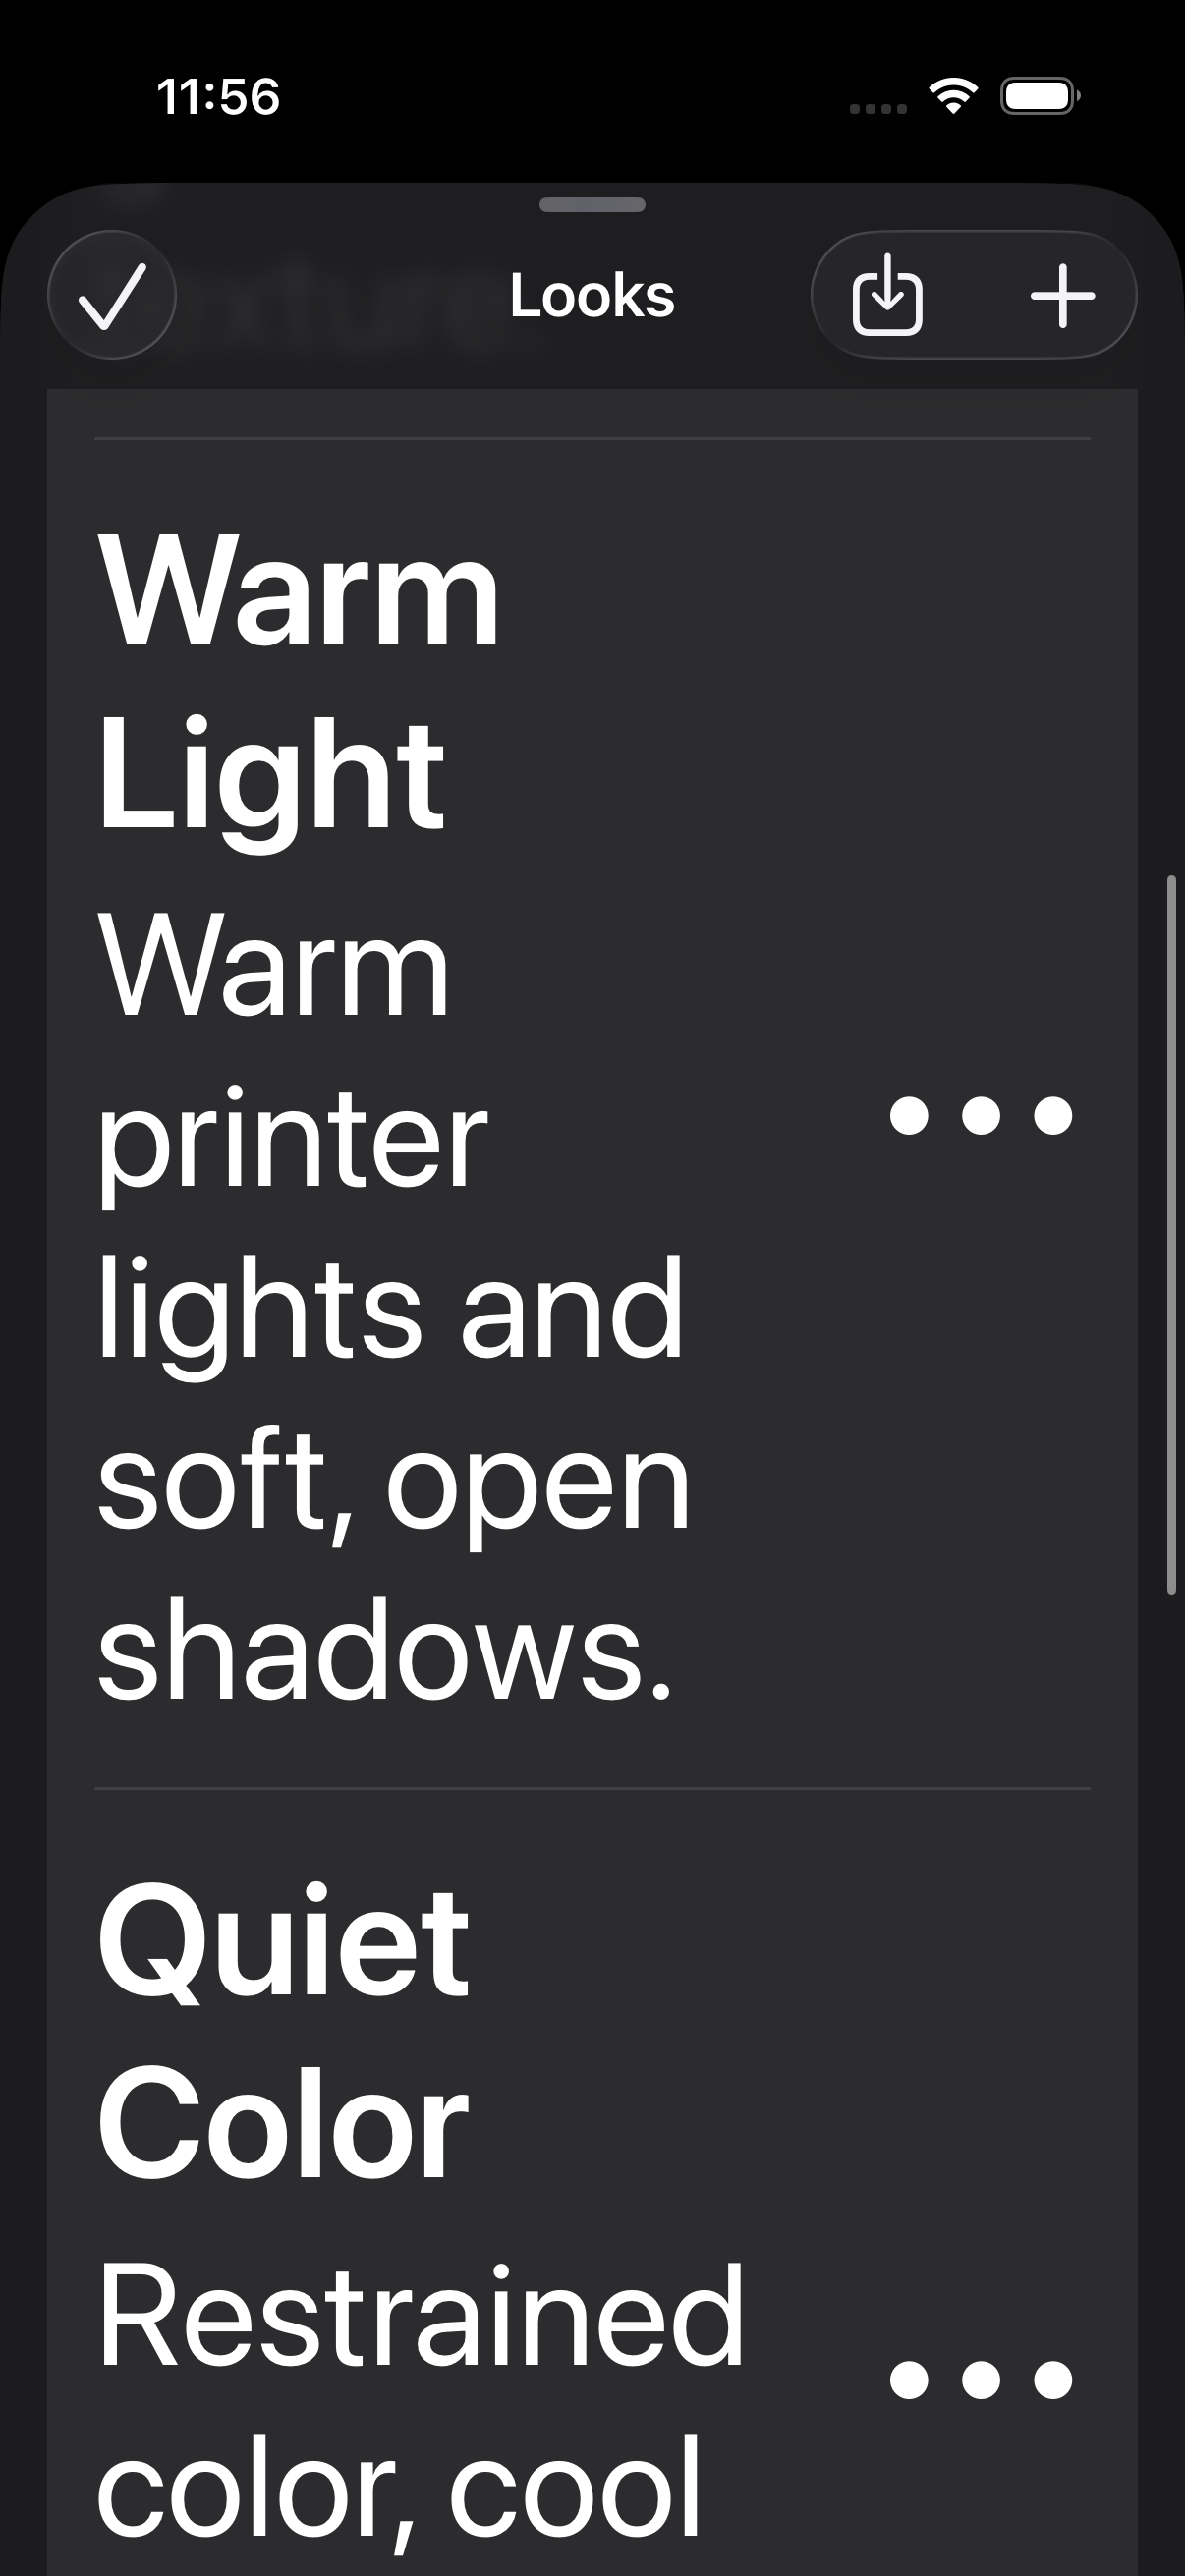 11:56
Looks
Warm
Light
Warm
printer
lights and
soft, open
shadows.
Quiet
Color
Restrained
color, cool